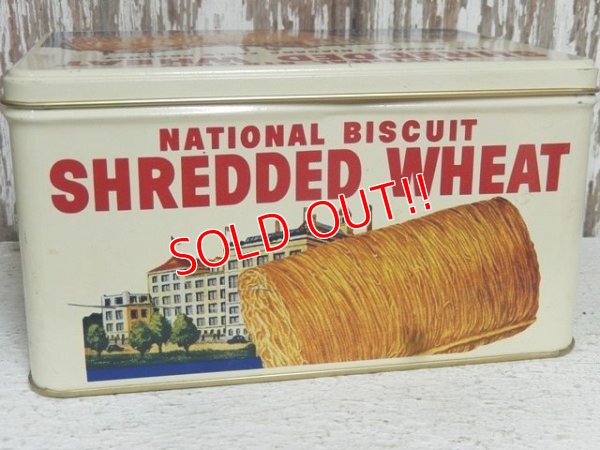 NATIONAL BISCUIT
SHREDDED WHEAT
SOLD OUT!!